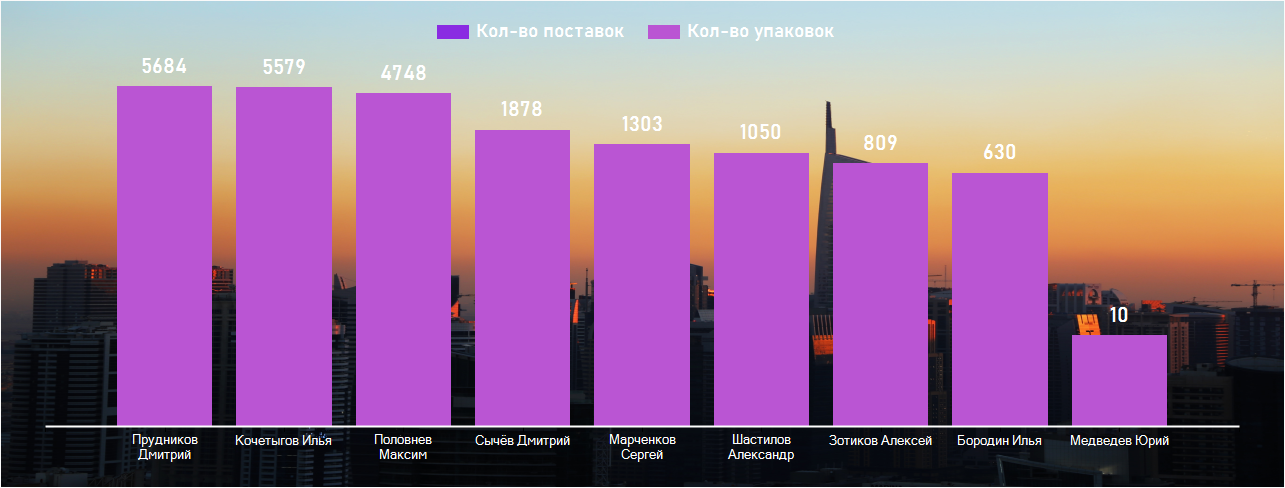 Кол-во поставок Кол-во упаковок
5684
5579
4748
1878
1303
1050
809
630
10
Прудников
Дмитрий
Кочетыгов Илья
Половнев
Максим
Сычёв Дмитрий
Марченков
Сергей
Шастилов
Александр
Зотиков Алексей
Бородин Илья
Медведев Юрий